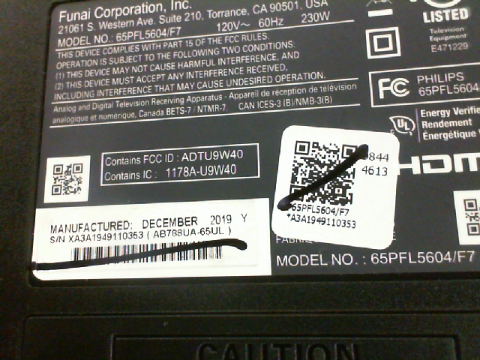 Funai Corporation, Inc.
21061 S. Western Ave. Suite 210, Torrance, CA 90501, USA
MODEL NO.: 65PFL5604/F7 120V~ 60Hz 230W
THIS DEVICE COMPLIES WITH PART 15 OF THE FCC RULES.
OPERATION IS SUBJECT TO THE FOLLOWING TWO CONDITIONS:
(1) THIS DEVICE MAY NOT CAUSE HARMFUL INTERFERENCE, AND
(2) THIS DEVICE MUST ACCEPT ANY INTERFERENCE RECEIVED,
INCLUDING INTERFERENCE THAT MAY CAUSE UNDESIRED OPERATION.
Analog and Digital Television Receiving Apparatus - Appareil de réception de télévision
analogique et numérique, Canada BETS-7 / NTMR-7. CAN ICES-3 (B)/NMB-3(B)
LISTED
Television
Equipment
E471229
FC PHILIPS
65PFL5604/
UL Energy Verified
Rendement
Énergétique
HDMI
Contains FCC ID : ADTU9W40
Contains IC : 1178A-U9W40
9844
4613
*65PFL5604/F7
*XA3A1949110353
MANUFACTURED: DECEMBER 2019 Y
S/N XA3A1949110353 ( AB788UA-65UL )
MODEL NO. : 65PFL5604/F7
CAUTION